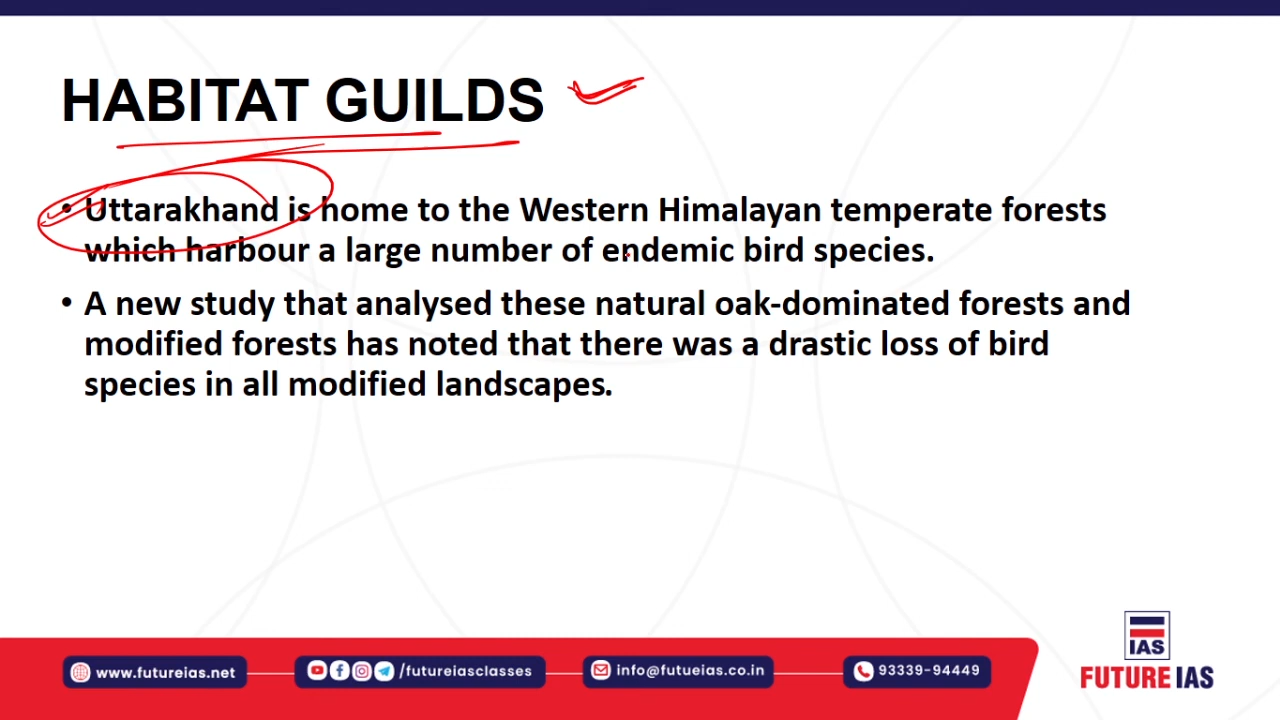 HABITAT GUILDS
• Uttarakhand is home to the Western Himalayan temperate forests
which harbour a large number of endemic bird species.
• A new study that analysed these natural oak-dominated forests and
modified forests has noted that there was a drastic loss of bird
species in all modified landscapes.
IAS
FUTURE IAS
www.futureias.net
/futureiasclasses
info@futueias.co.in
93339-94449